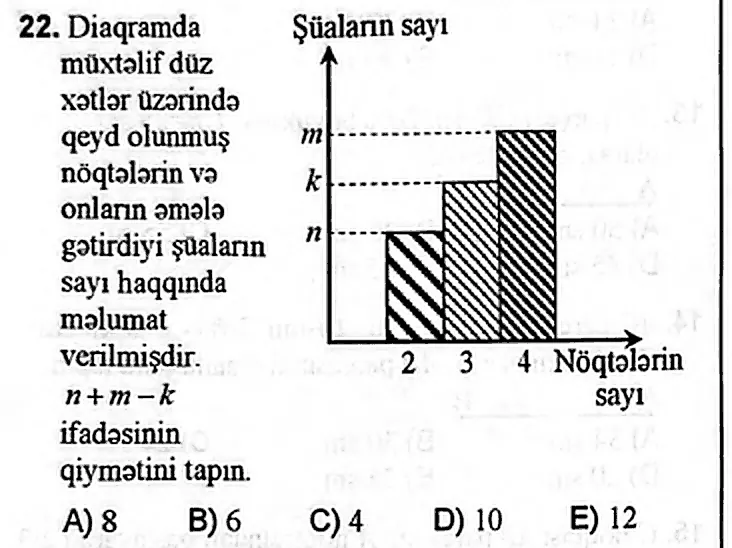 22. Diaqramda
müxtəlif düz
xətlər üzərində
qeyd olunmuş
nöqtələrin və
onların əmələ
gətirdiyi şüaların
sayı haqqında
məlumat
verilmişdir.
n + m − k
ifadəsinin
qiymətini tapın.
Şüaların sayı
m
k
n
2 3 4 Nöqtələrin
sayı
A) 8 B) 6 C) 4 D) 10 E) 12